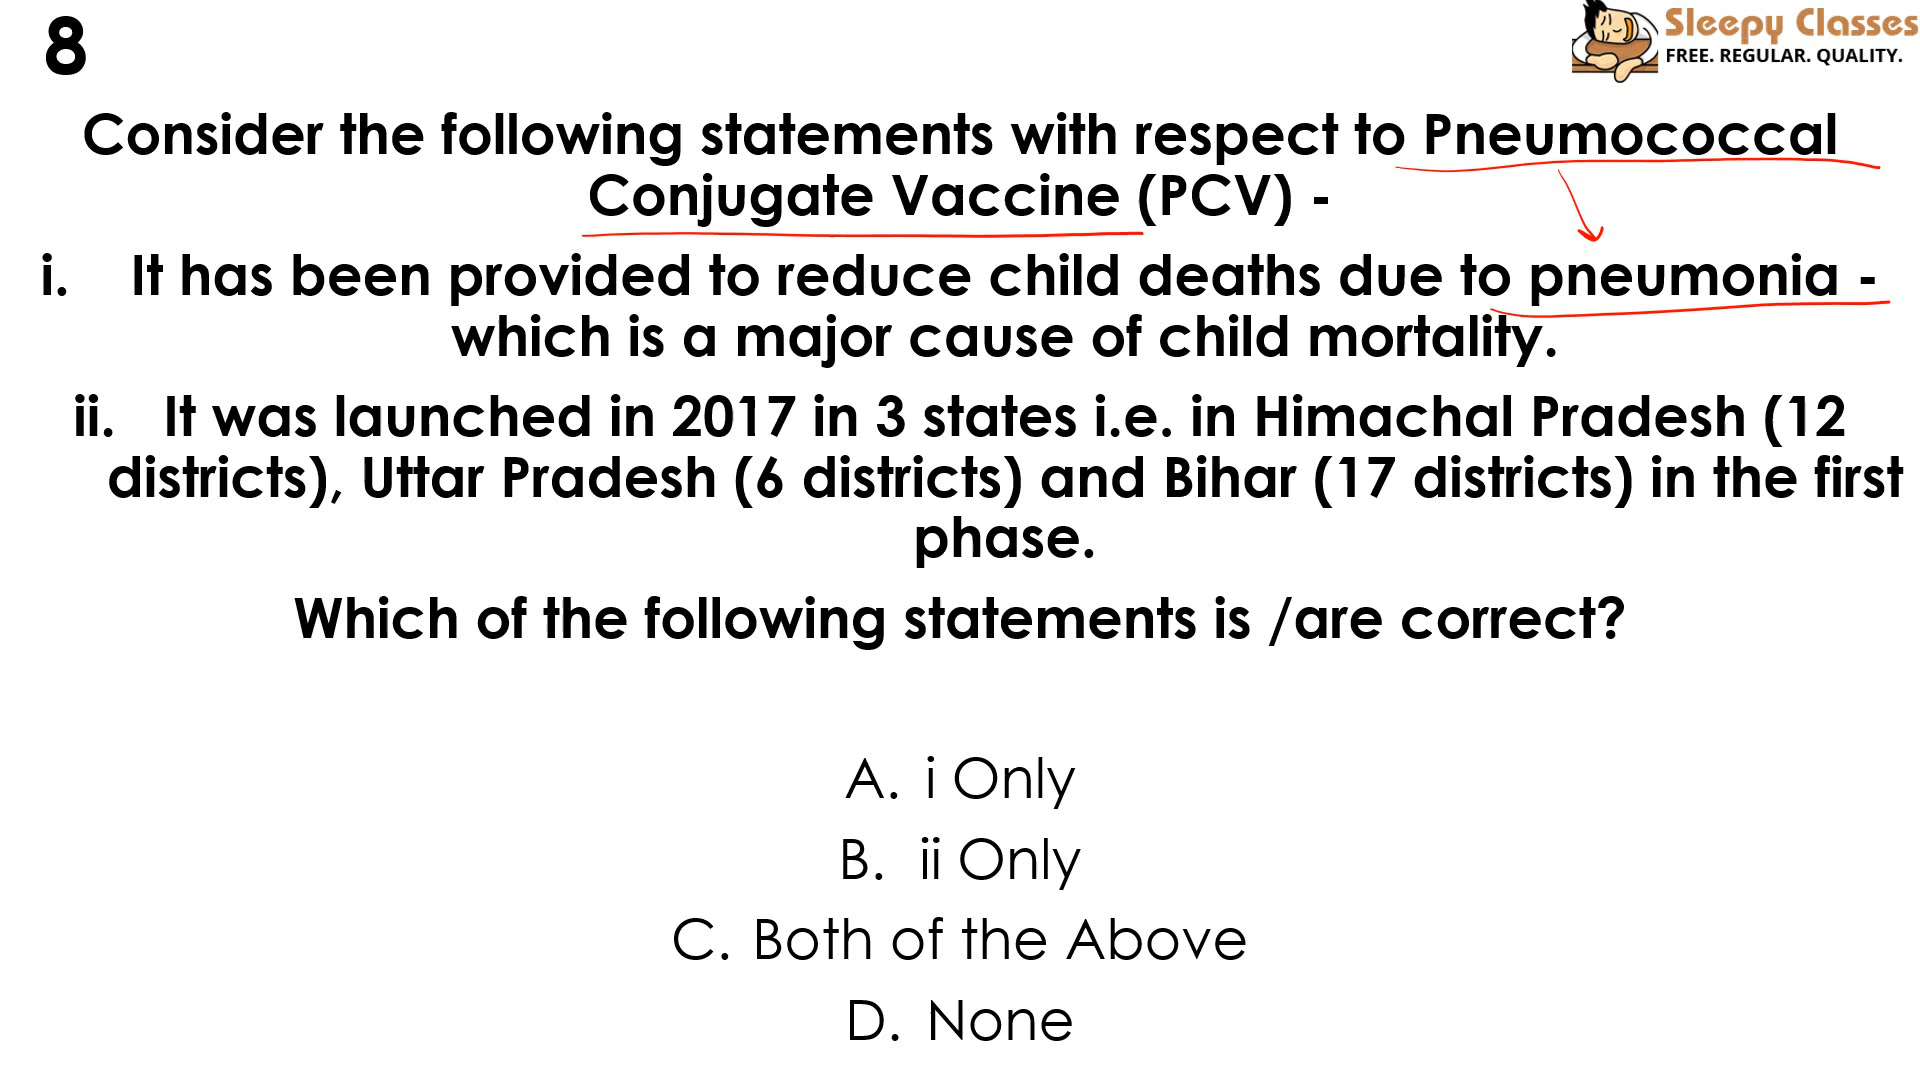 8
Sleepy Classes
FREE. REGULAR. QUALITY.
Consider the following statements with respect to Pneumococcal
Conjugate Vaccine (PCV) -
i. It has been provided to reduce child deaths due to pneumonia -
which is a major cause of child mortality.
ii. It was launched in 2017 in 3 states i.e. in Himachal Pradesh (12
districts), Uttar Pradesh (6 districts) and Bihar (17 districts) in the first
phase.
Which of the following statements is /are correct?
A. i Only
B. ii Only
C. Both of the Above
D. None